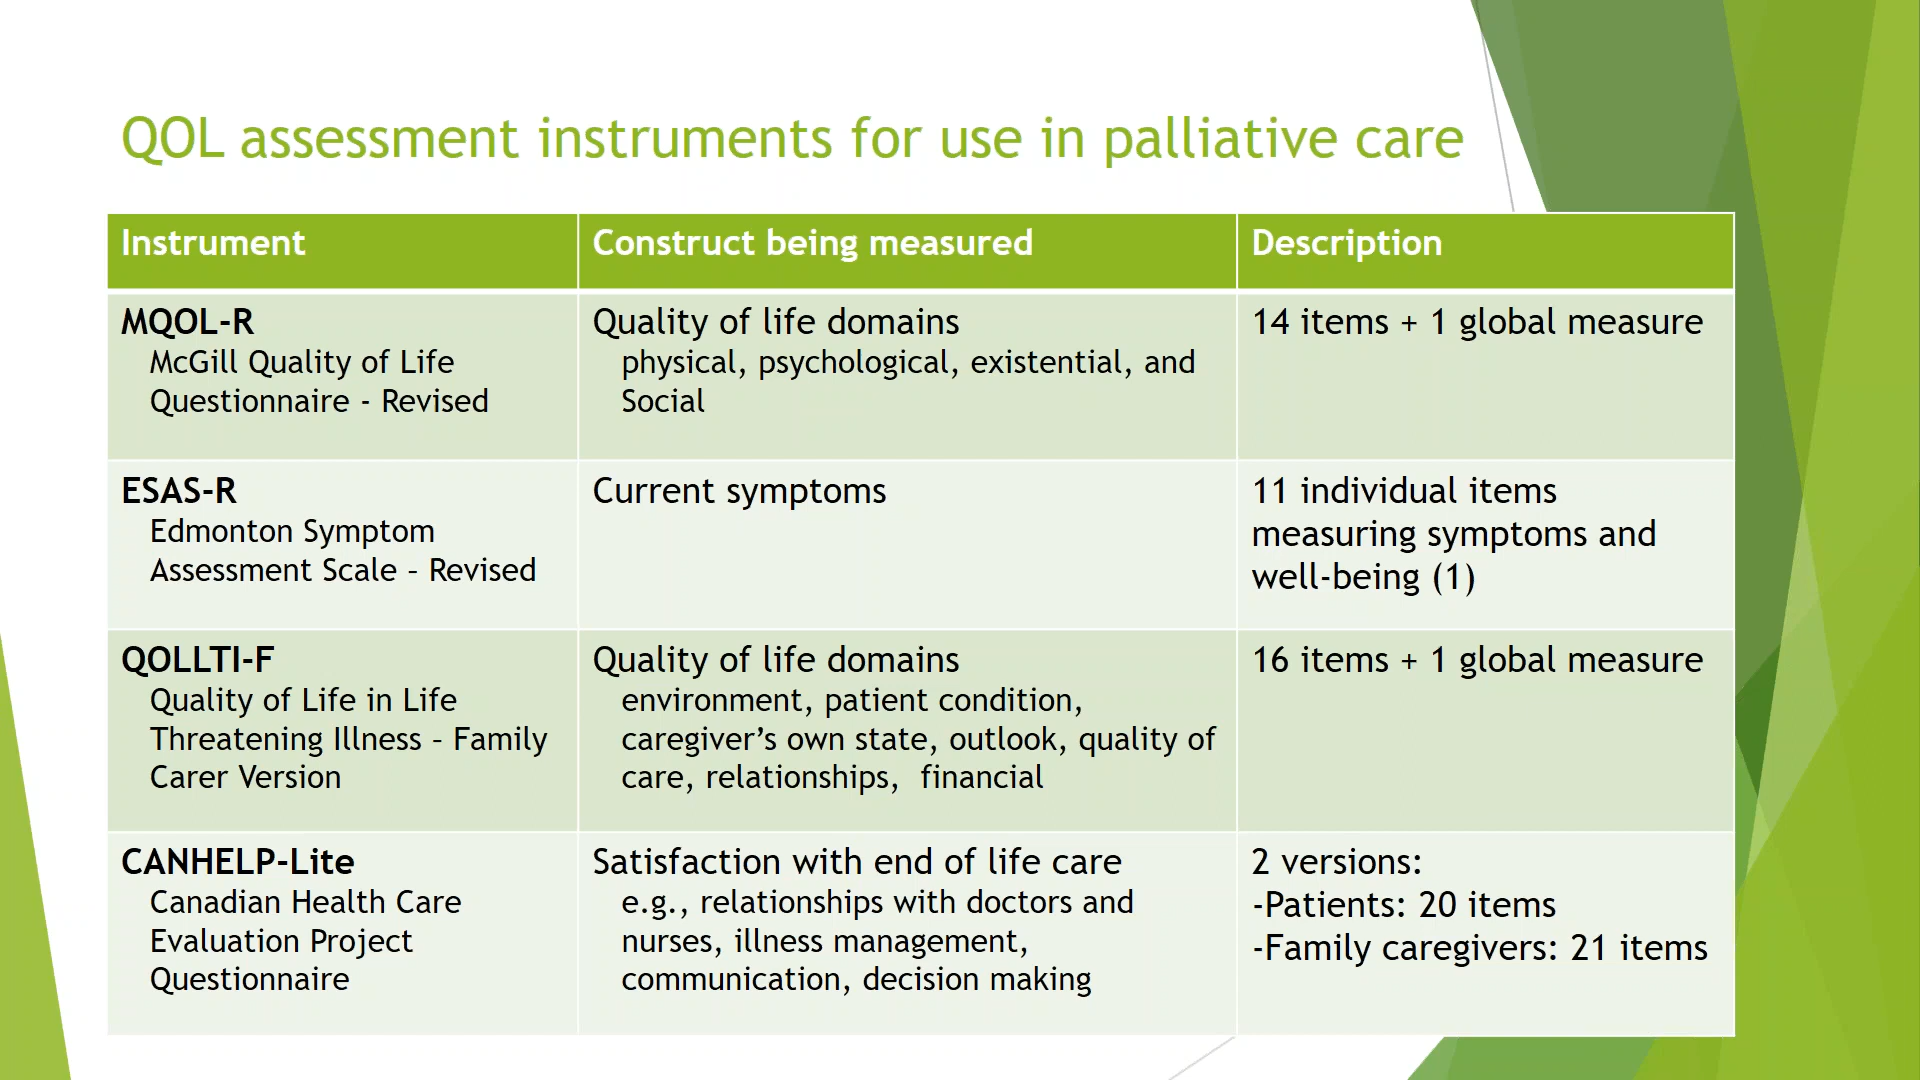 QOL assessment instruments for use in palliative care
Instrument
Construct being measured
Description
MQOL-R
McGill Quality of Life
Questionnaire - Revised
Quality of life domains
physical, psychological, existential, and
Social
14 items + 1 global measure
ESAS-R
Edmonton Symptom
Assessment Scale – Revised
Current symptoms
11 individual items
measuring symptoms and
well-being (1)
QOLLTI-F
Quality of Life in Life
Threatening Illness – Family
Carer Version
Quality of life domains
environment, patient condition,
caregiver’s own state, outlook, quality of
care, relationships,  financial
16 items + 1 global measure
CANHELP-Lite
Canadian Health Care
Evaluation Project
Questionnaire
Satisfaction with end of life care
e.g., relationships with doctors and
nurses, illness management,
communication, decision making
2 versions:
-Patients: 20 items
-Family caregivers: 21 items